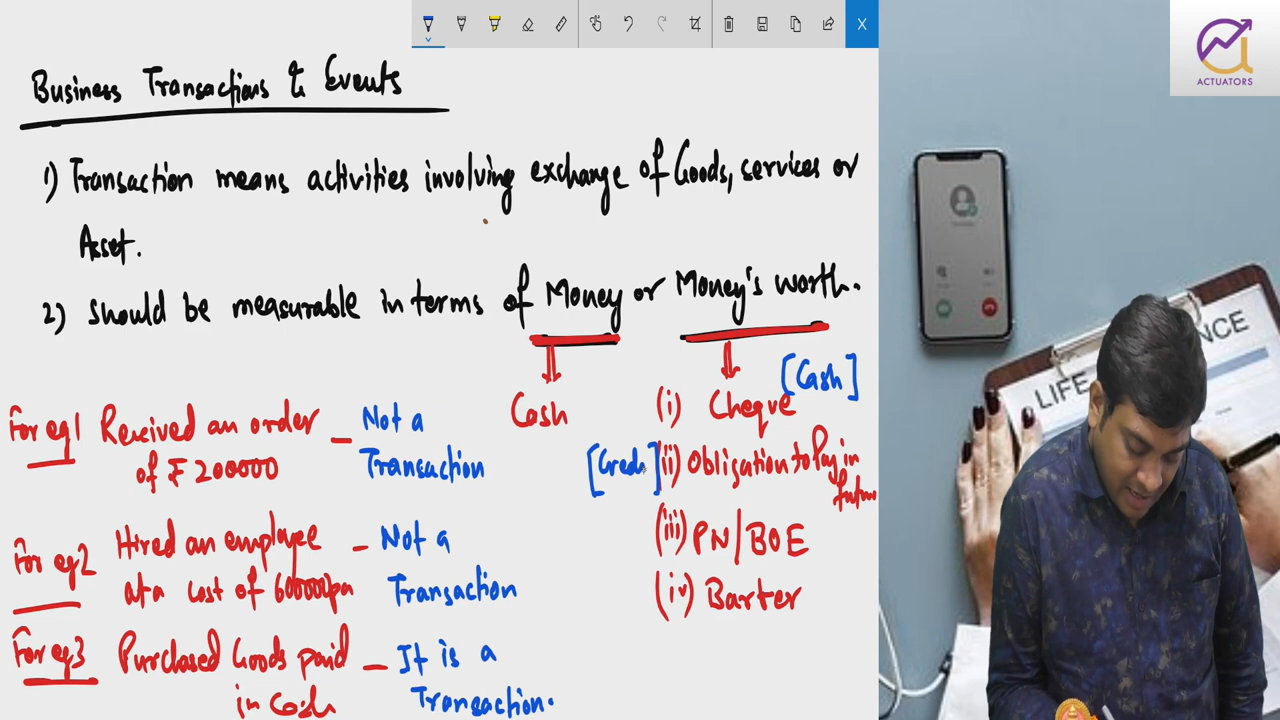 Business Transactions & Events
1) Transaction means activities involving exchange of Goods, services or
Asset.
2) Should be measurable in terms of Money or Money's worth.
For eg1 Received an order
of ₹ 200000
– Not a
Transaction
For eg2 Hired an employee
at a cost of 600000pa
– Not a
Transaction
For eg3 Purchased Goods paid
in Cash
– It is a
Transaction.
Cash
[Cash]
(i) Cheque
[Credi] (ii) Obligation to Pay in
future
(iii) PN/BOE
(iv) Barter
ACTUATORS
LIFE